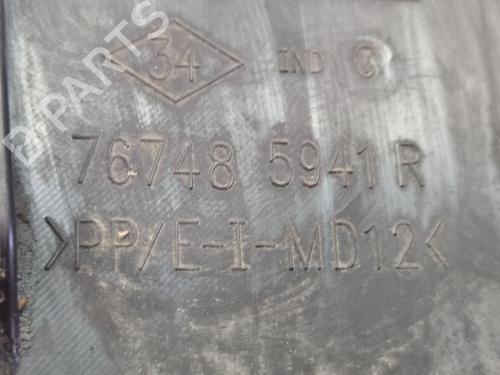 34 IND C
76748 5941 R
>PP/E-I-MD12<
B-PARTS